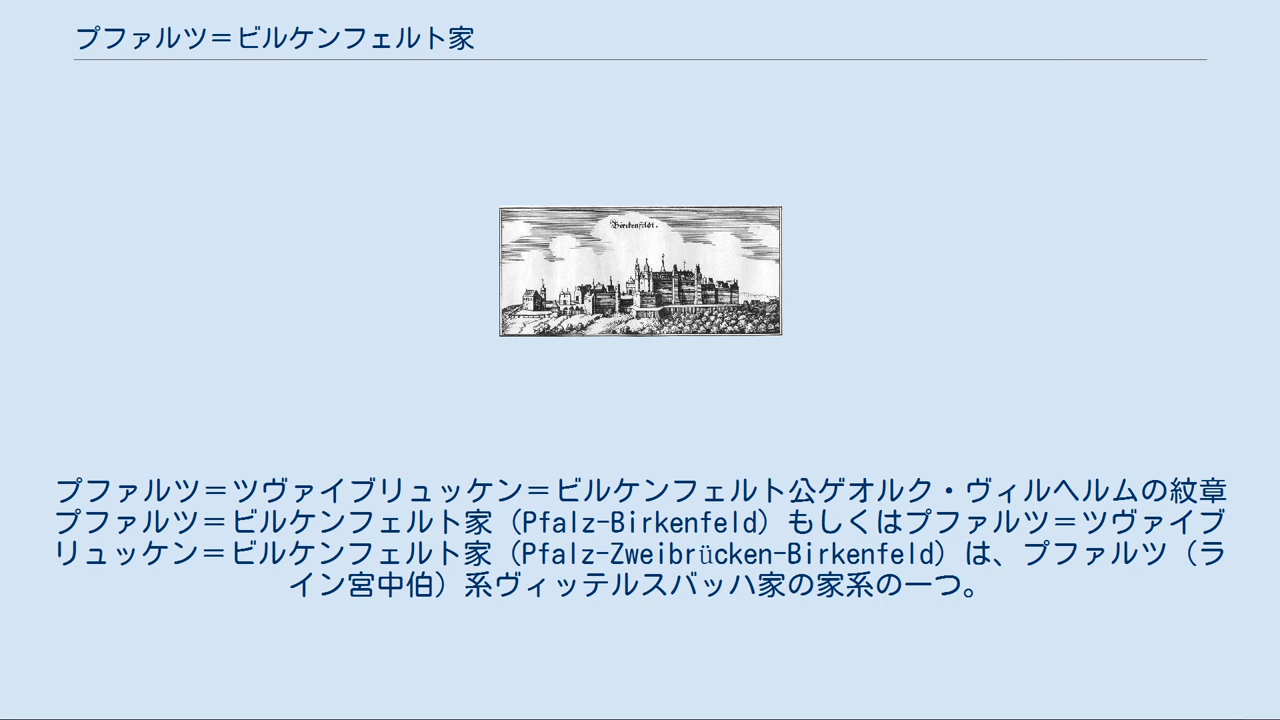 プファルツ＝ビルケンフェルト家
Birckenfeldt.
プファルツ＝ツヴァイブリュッケン＝ビルケンフェルト公ゲオルク・ヴィルヘルムの紋章
プファルツ＝ビルケンフェルト家（Pfalz-Birkenfeld）もしくはプファルツ＝ツヴァイブ
リュッケン＝ビルケンフェルト家（Pfalz-Zweibrücken-Birkenfeld）は、プファルツ（ラ
イン宮中伯）系ヴィッテルスバッハ家の家系の一つ。